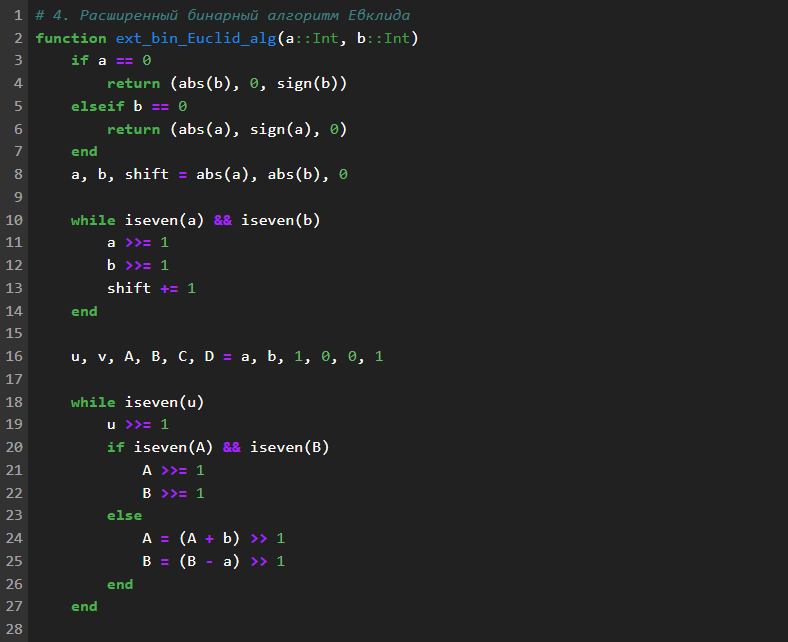 1 # 4. Расширенный бинарный алгоритм Евклида
2 function ext_bin_Euclid_alg(a::Int, b::Int)
3     if a == 0
4         return (abs(b), 0, sign(b))
5     elseif b == 0
6         return (abs(a), sign(a), 0)
7     end
8     a, b, shift = abs(a), abs(b), 0
9
10     while iseven(a) && iseven(b)
11         a >>= 1
12         b >>= 1
13         shift += 1
14     end
15
16     u, v, A, B, C, D = a, b, 1, 0, 0, 1
17
18     while iseven(u)
19         u >>= 1
20         if iseven(A) && iseven(B)
21             A >>= 1
22             B >>= 1
23         else
24             A = (A + b) >> 1
25             B = (B - a) >> 1
26         end
27     end
28